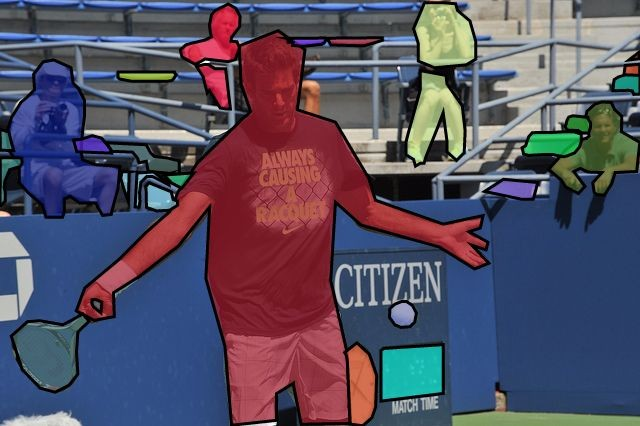 ALWAYS
CAUSING
A
RACQUET
CITIZEN
MATCH TIME